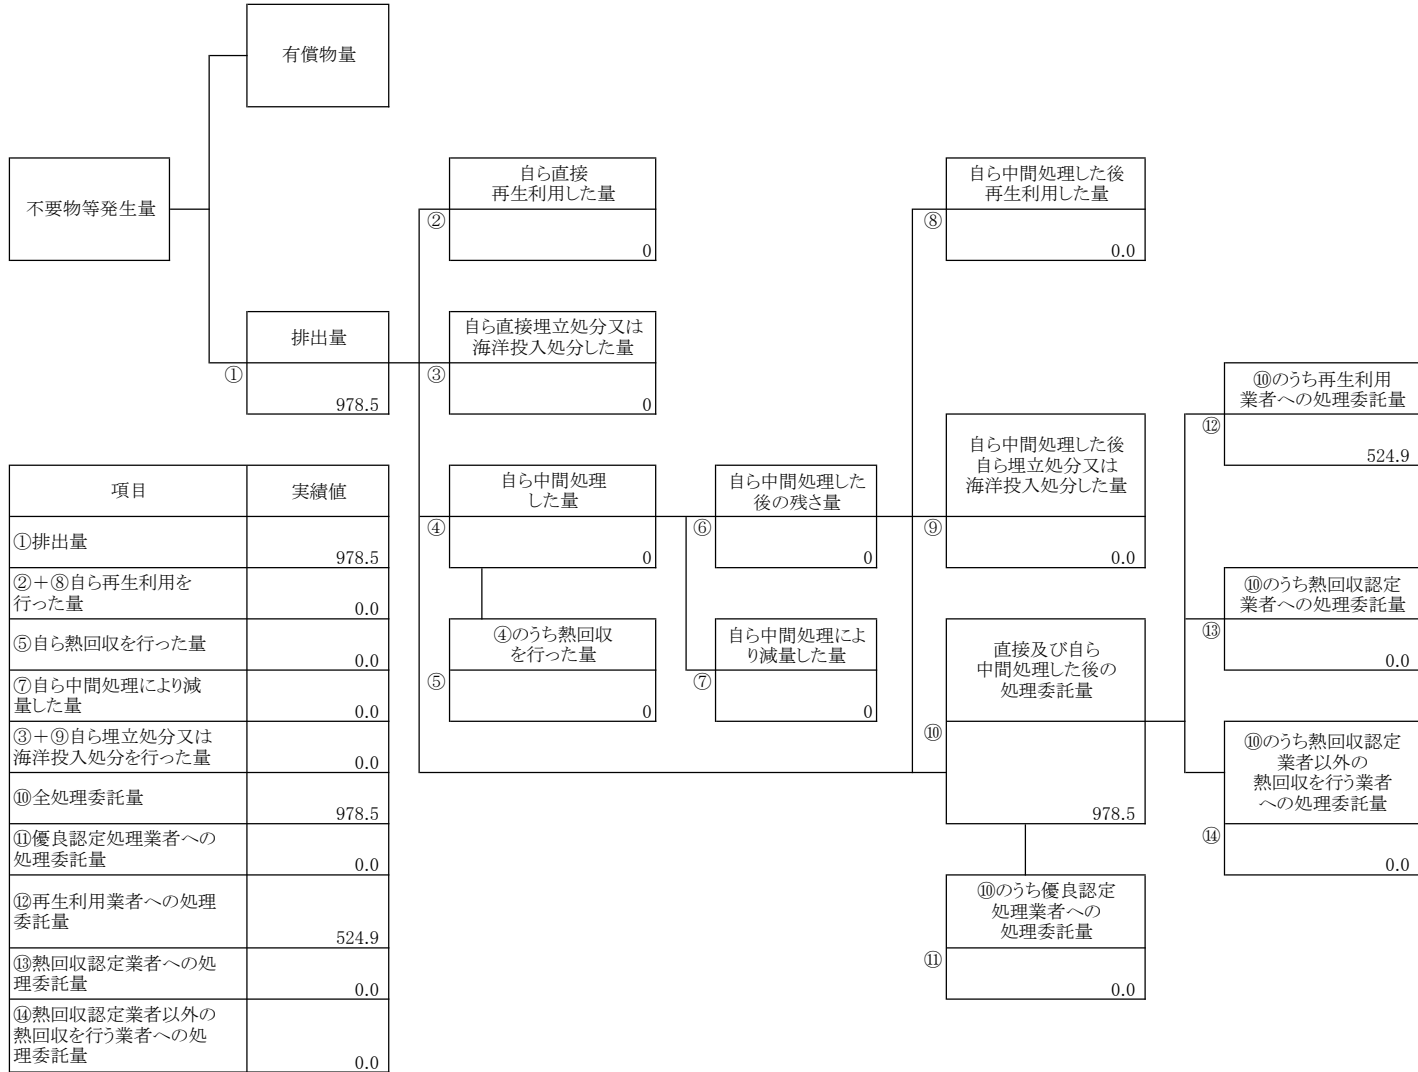 有償物量
不要物等発生量
自ら直接
再生利用した量
②
0
自ら中間処理した後
再生利用した量
⑧
0.0
排出量
①
978.5
自ら直接埋立処分又は
海洋投入処分した量
③
0
⑩のうち再生利用
業者への処理委託量
⑫
524.9
自ら中間処理
した量
④
0
自ら中間処理した
後の残さ量
⑥
0
自ら中間処理した後
自ら埋立処分又は
海洋投入処分した量
⑨
0.0
⑩のうち熱回収認定
業者への処理委託量
⑬
0.0
④のうち熱回収
を行った量
⑤
0
自ら中間処理によ
り減量した量
⑦
0
直接及び自ら
中間処理した後の
処理委託量
⑩
978.5
⑩のうち熱回収認定
業者以外の
熱回収を行う業者
への処理委託量
⑭
0.0
⑩のうち優良認定
処理業者への
処理委託量
⑪
0.0
項目
実績値
①排出量
978.5
②+⑧自ら再生利用を
行った量
0.0
⑤自ら熱回収を行った量
0.0
⑦自ら中間処理により減
量した量
0.0
③+⑨自ら埋立処分又は
海洋投入処分を行った量
0.0
⑩全処理委託量
978.5
⑪優良認定処理業者への
処理委託量
0.0
⑫再生利用業者への処理
委託量
524.9
⑬熱回収認定業者への処
理委託量
0.0
⑭熱回収認定業者以外の
熱回収を行う業者への処
理委託量
0.0